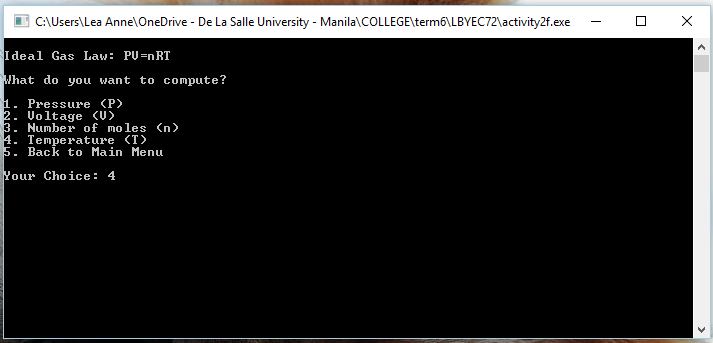 C:\Users\Lea Anne\OneDrive - De La Salle University - Manila\COLLEGE\term6\LBYEC72\activity2f.exe
Ideal Gas Law: PV=nRT
What do you want to compute?
1. Pressure (P)
2. Voltage (V)
3. Number of moles (n)
4. Temperature (T)
5. Back to Main Menu
Your Choice: 4